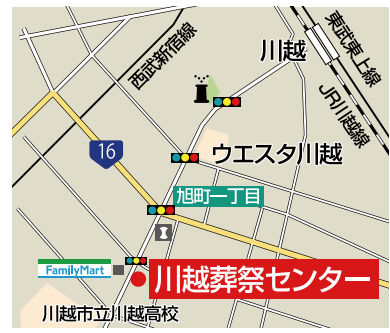 西武新宿線
川越
東武東上線
JR川越線
ウエスタ川越
16
旭町一丁目
FamilyMart
川越葬祭センター
川越市立川越高校